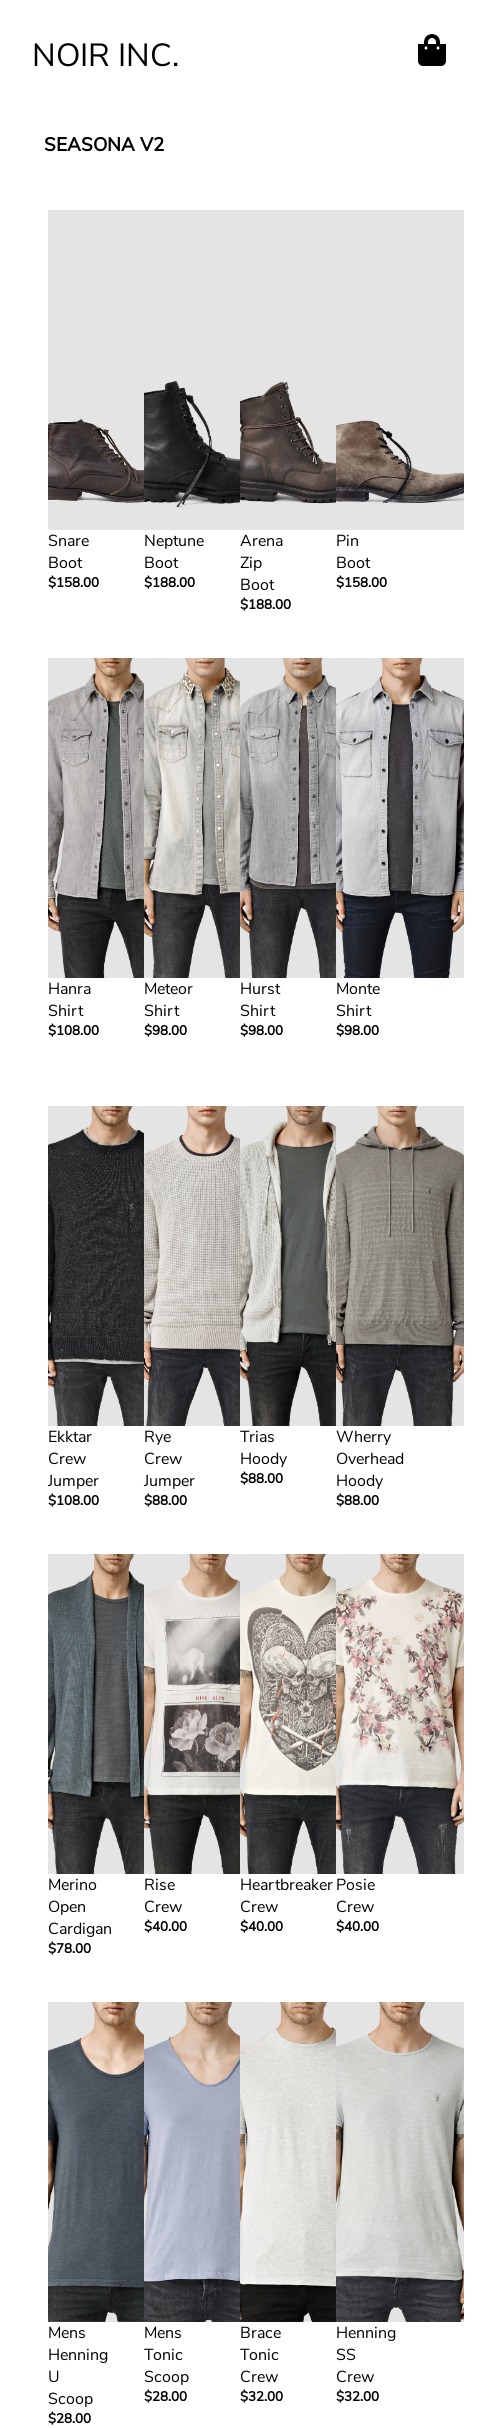 NOIR INC.
SEASONA V2
Snare
Boot
$158.00
Neptune
Boot
$188.00
Arena
Zip
Boot
$188.00
Pin
Boot
$158.00
Hanra
Shirt
$108.00
Meteor
Shirt
$98.00
Hurst
Shirt
$98.00
Monte
Shirt
$98.00
Ekktar
Crew
Jumper
$108.00
Rye
Crew
Jumper
$88.00
Trias
Hoody
$88.00
Wherry
Overhead
Hoody
$88.00
RISE
Merino
Open
Cardigan
$78.00
Rise
Crew
$40.00
Heartbreaker
Crew
$40.00
Posie
Crew
$40.00
Mens
Henning
U
Scoop
$28.00
Mens
Tonic
Scoop
$28.00
Brace
Tonic
Crew
$32.00
Henning
SS
Crew
$32.00